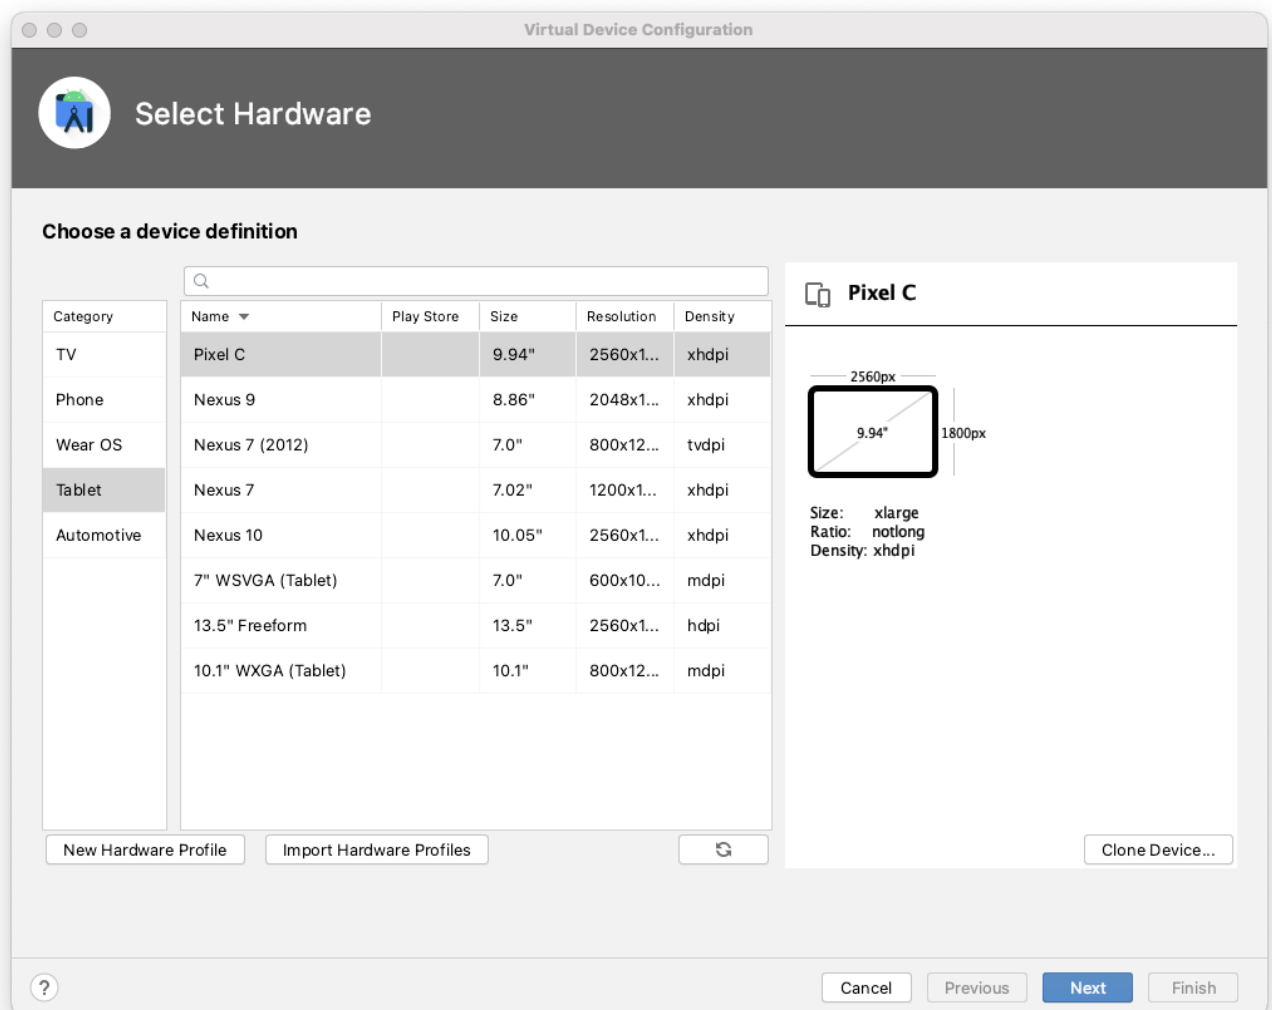 Virtual Device Configuration
Select Hardware
Choose a device definition
Category
TV
Phone
Wear OS
Tablet
Automotive
Name Play Store Size Resolution Density
Pixel C 9.94" 2560x1... xhdpi
Nexus 9 8.86" 2048x1... xhdpi
Nexus 7 (2012) 7.0" 800x12... tvdpi
Nexus 7 7.02" 1200x1... xhdpi
Nexus 10 10.05" 2560x1... xhdpi
7" WSVGA (Tablet) 7.0" 600x10... mdpi
13.5" Freeform 13.5" 2560x1... hdpi
10.1" WXGA (Tablet) 10.1" 800x12... mdpi
Pixel C
2560px
9.94"
1800px
Size: xlarge
Ratio: notlong
Density: xhdpi
New Hardware Profile Import Hardware Profiles Clone Device...
? Cancel Previous Next Finish